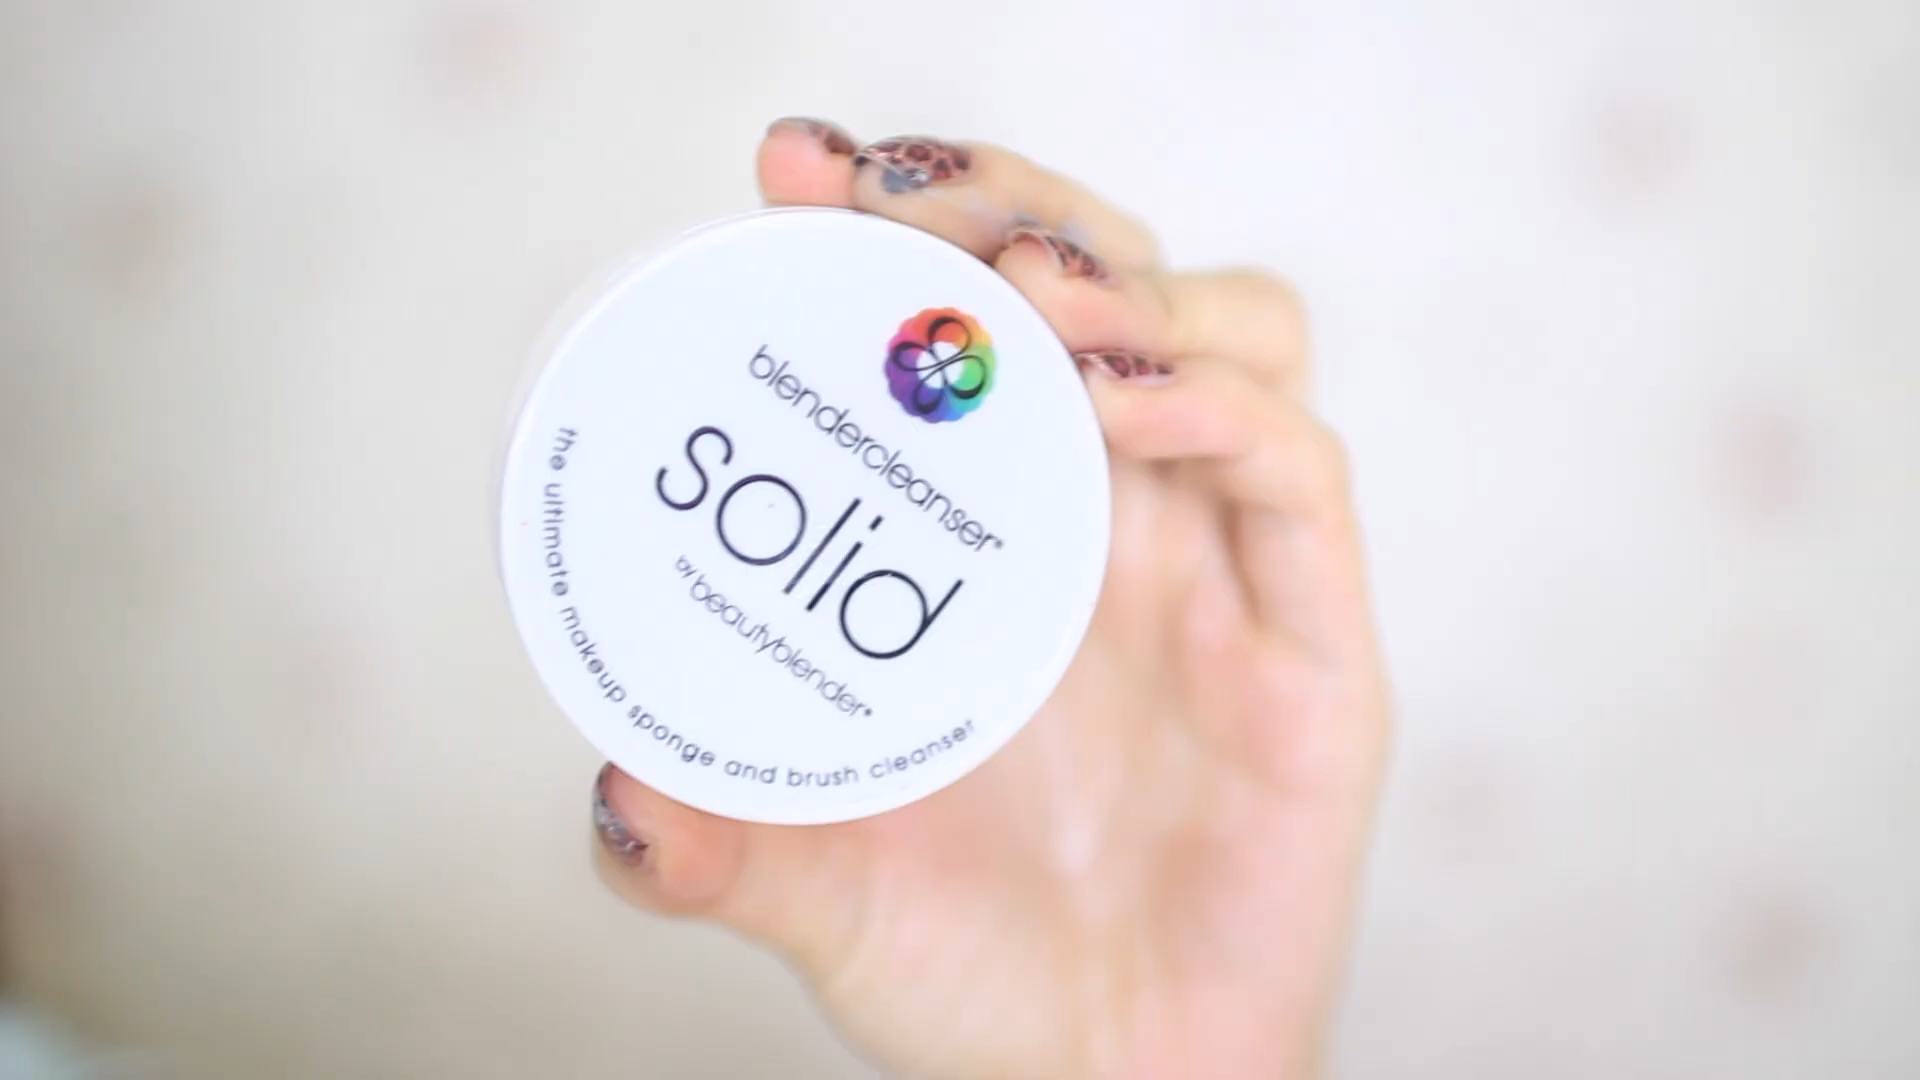 blendercleanser®
solid
by beautyblender®
the ultimate makeup sponge and brush cleanser